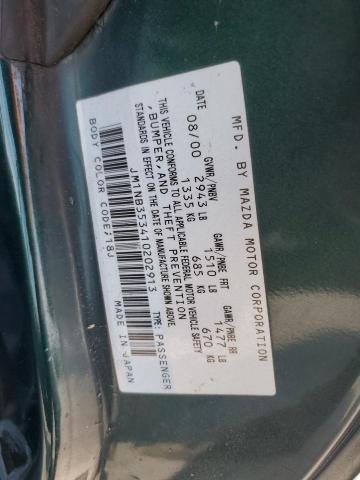 MFD. BY MAZDA MOTOR CORPORATION
DATE GVWR/PNBV GAWR/PNBE FRT GAWR/PNBE RR
08/00 2943 LB 1510 LB 1477 LB
1335 KG 685 KG 670 KG
THIS VEHICLE CONFORMS TO ALL APPLICABLE FEDERAL MOTOR VEHICLE SAFETY
, BUMPER, AND THEFT PREVENTION
STANDARDS IN EFFECT ON THE DATE OF MANUFACTURE SHOWN ABOVE.
JM1NB353410202913 TYPE: PASSENGER
BODY COLOR CODE: 18J MADE IN JAPAN